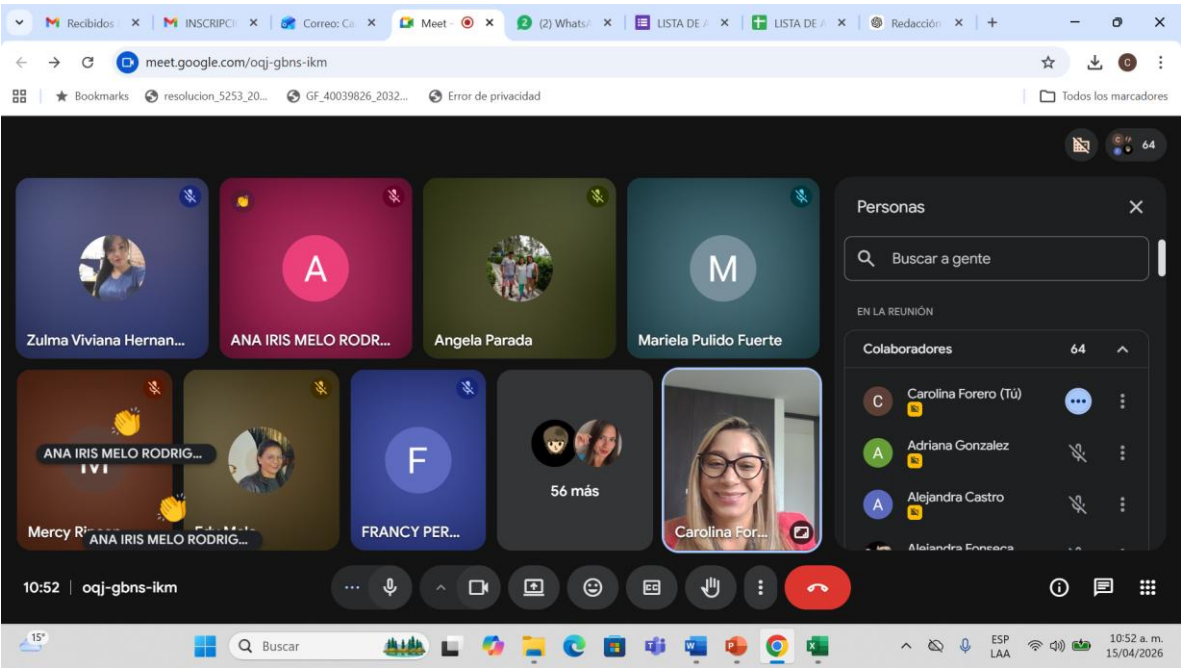 Recibidos
INSCRIPCI
Correo: Ca
Meet -
(2) WhatsA
LISTA DE A
LISTA DE A
Redacción
meet.google.com/oqj-gbns-ikm
C
Bookmarks
resolucion_5253_20...
GF_40039826_2032...
Error de privacidad
Todos los marcadores
64
Zulma Viviana Hernan...
A
ANA IRIS MELO RODR...
Angela Parada
M
Mariela Pulido Fuerte
ANA IRIS MELO RODRIG...
Mercy
ANA IRIS MELO RODRIG...
F
FRANCY PER...
56 más
Carolina For...
Personas
Buscar a gente
EN LA REUNIÓN
Colaboradores 64
C Carolina Forero (Tú)
A Adriana Gonzalez
A Alejandra Castro
Alejandra Fonseca
10:52 | oqj-gbns-ikm
15°
Buscar
ESP
LAA
10:52 a. m.
15/04/2026